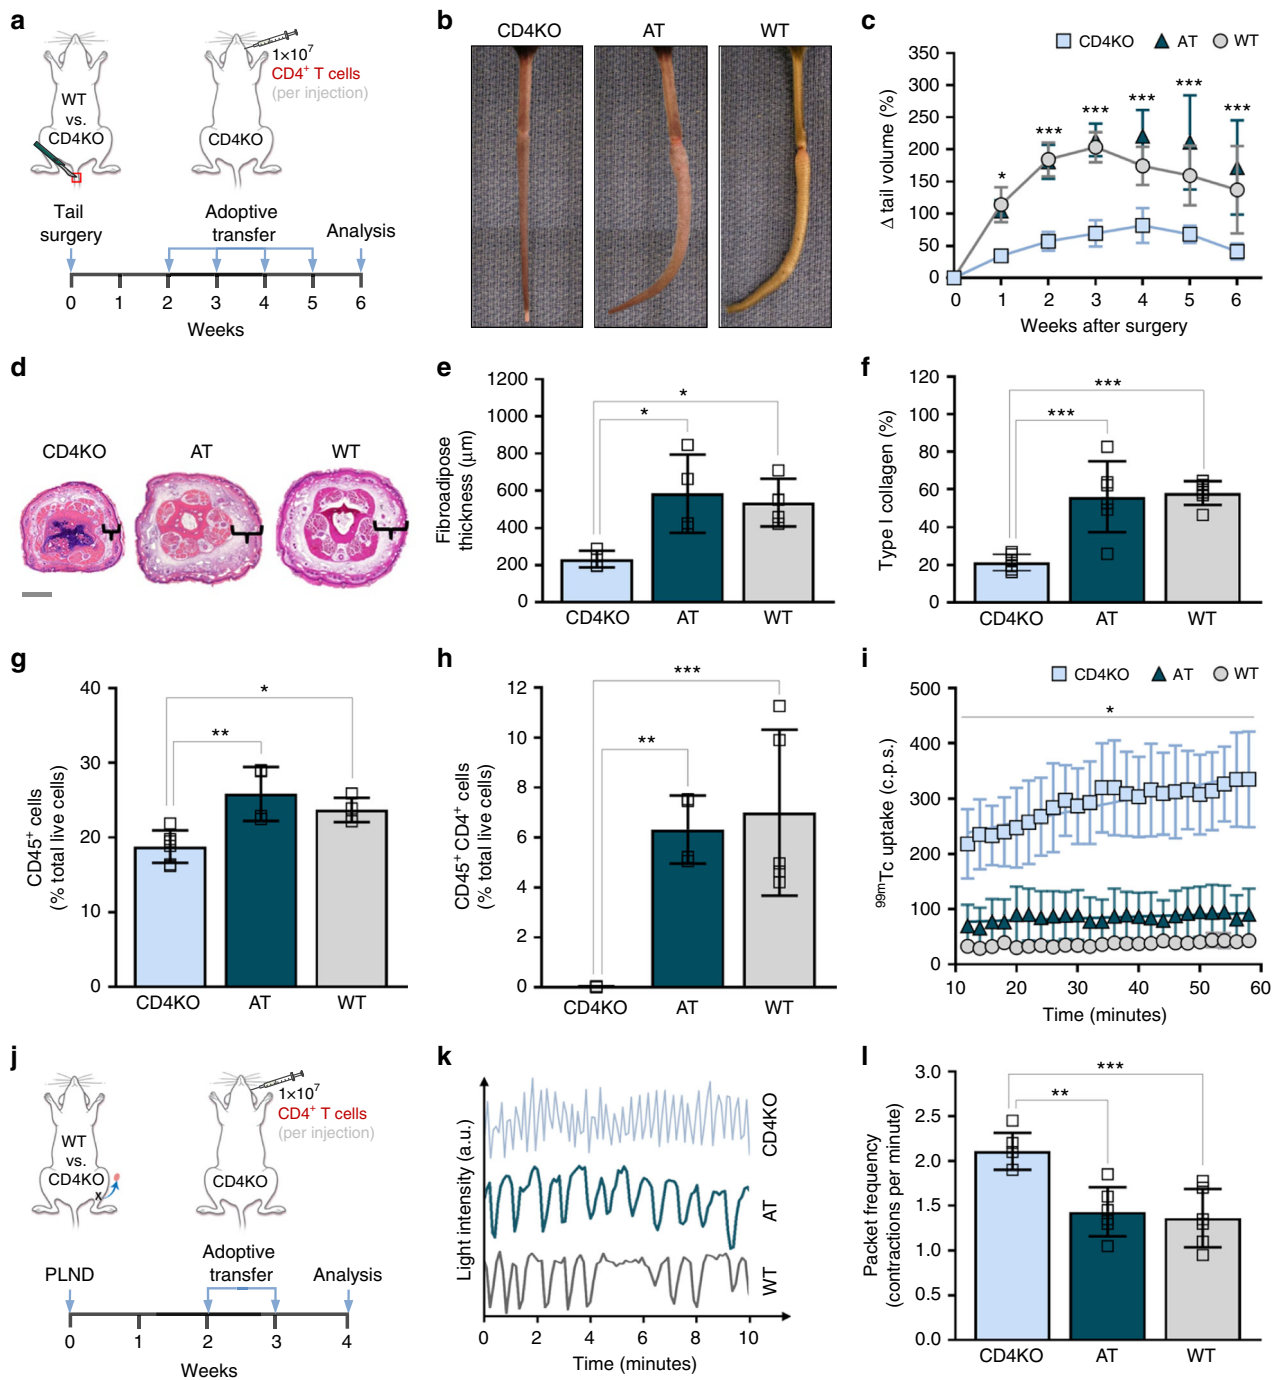 a
WT
vs.
CD4KO
1×10⁷
CD4⁺ T cells
(per injection)
CD4KO
Tail
surgery
Adoptive
transfer
Analysis
0 1 2 3 4 5 6
Weeks
b
CD4KO AT WT
c
CD4KO AT WT
Δ tail volume (%)
350
300
250
200
150
100
50
0
* *** *** *** *** ***
0 1 2 3 4 5 6
Weeks after surgery
d
CD4KO AT WT
e
Fibroadipose
thickness (μm)
1200
1000
800
600
400
200
0
*
*
CD4KO AT WT
f
Type I collagen (%)
120
100
80
60
40
20
0
***
***
CD4KO AT WT
g
CD45⁺ cells
(% total live cells)
40
30
20
10
0
*
**
CD4KO AT WT
h
CD45⁺ CD4⁺ cells
(% total live cells)
12
10
8
6
4
2
0
***
**
CD4KO AT WT
i
CD4KO AT WT
⁹⁹ᵐTc uptake (c.p.s.)
500
400
300
200
100
0
*
10 20 30 40 50 60
Time (minutes)
j
WT
vs.
CD4KO
x
1×10⁷
CD4⁺ T cells
(per injection)
CD4KO
PLND
Adoptive
transfer
Analysis
0 1 2 3 4
Weeks
k
Light intensity (a.u.)
CD4KO
AT
WT
0 2 4 6 8 10
Time (minutes)
l
Packet frequency
(contractions per minute)
3.0
2.5
2.0
1.5
1.0
0.5
0.0
***
**
CD4KO AT WT